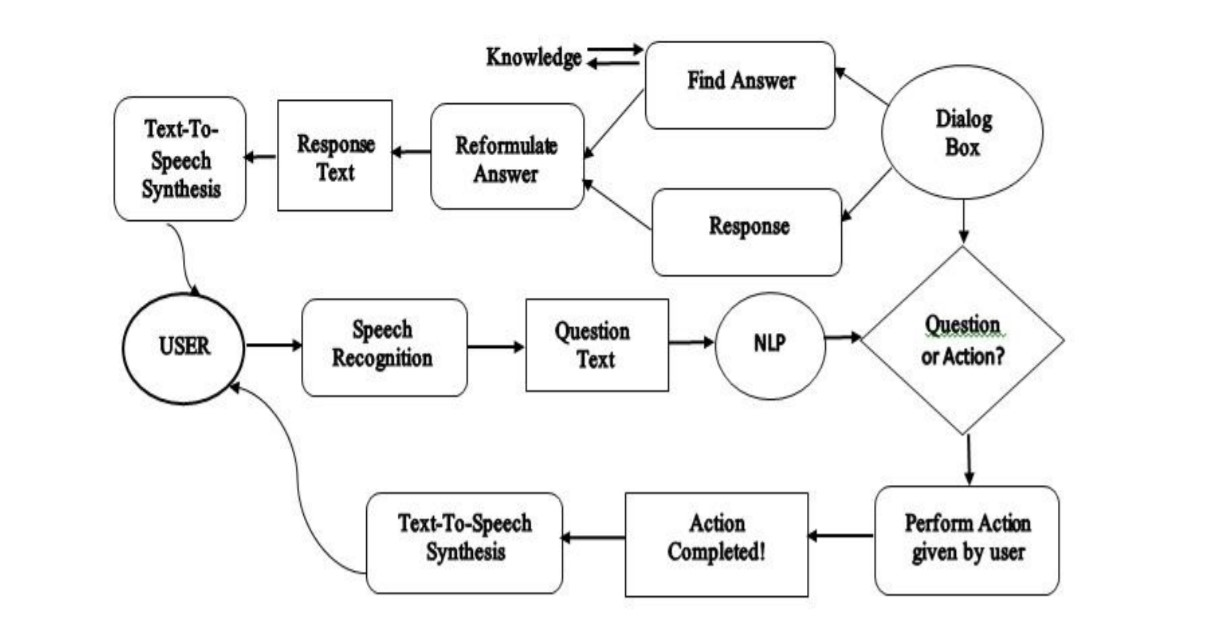 Knowledge
Find Answer
Dialog
Box
Text-To-
Speech
Synthesis
Response
Text
Reformulate
Answer
Response
USER
Speech
Recognition
Question
Text
NLP
Question
or Action?
Text-To-Speech
Synthesis
Action
Completed!
Perform Action
given by user